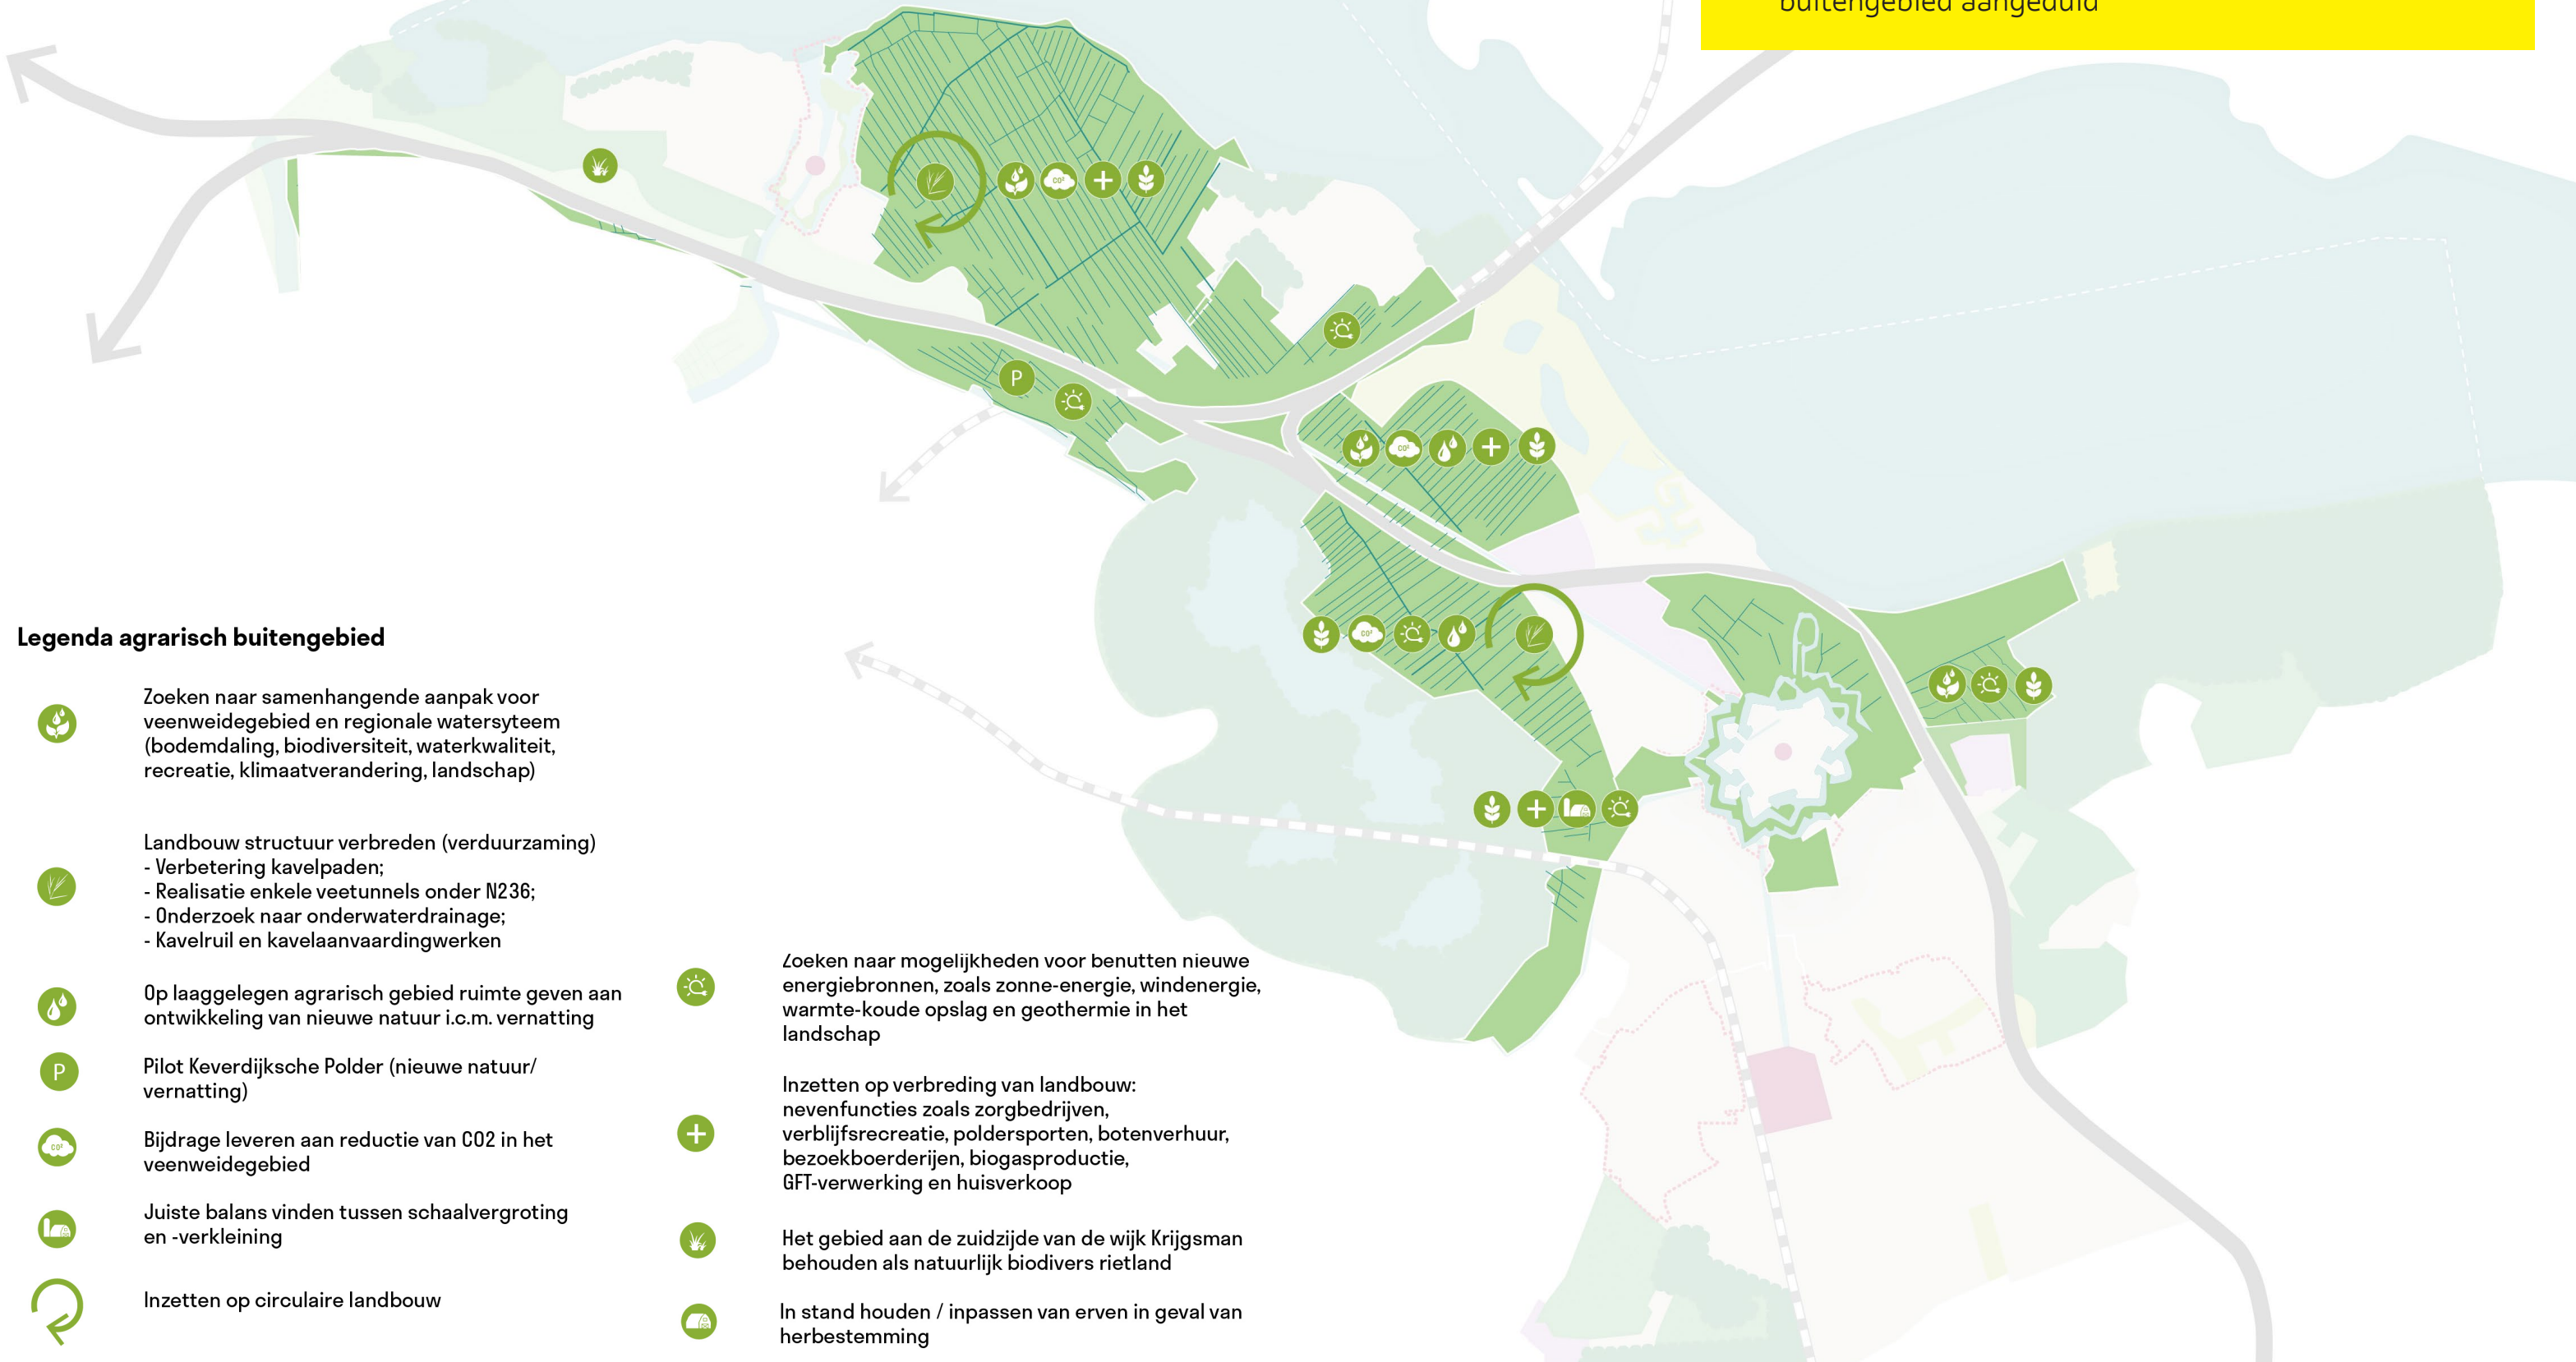 buitengebied aangeduid
CO²
P
CO²
CO²
Legenda agrarisch buitengebied
Zoeken naar samenhangende aanpak voor
veenweidegebied en regionale watersyteem
(bodemdaling, biodiversiteit, waterkwaliteit,
recreatie, klimaatverandering, landschap)
Landbouw structuur verbreden (verduurzaming)
- Verbetering kavelpaden;
- Realisatie enkele veetunnels onder N236;
- Onderzoek naar onderwaterdrainage;
- Kavelruil en kavelaanvaardingwerken
Op laaggelegen agrarisch gebied ruimte geven aan
ontwikkeling van nieuwe natuur i.c.m. vernatting
P
Pilot Keverdijksche Polder (nieuwe natuur/
vernatting)
CO²
Bijdrage leveren aan reductie van CO2 in het
veenweidegebied
Juiste balans vinden tussen schaalvergroting
en -verkleining
Inzetten op circulaire landbouw
Zoeken naar mogelijkheden voor benutten nieuwe
energiebronnen, zoals zonne-energie, windenergie,
warmte-koude opslag en geothermie in het
landschap
Inzetten op verbreding van landbouw:
nevenfuncties zoals zorgbedrijven,
verblijfsrecreatie, poldersporten, botenverhuur,
bezoekboerderijen, biogasproductie,
GFT-verwerking en huisverkoop
Het gebied aan de zuidzijde van de wijk Krijgsman
behouden als natuurlijk biodivers rietland
In stand houden / inpassen van erven in geval van
herbestemming